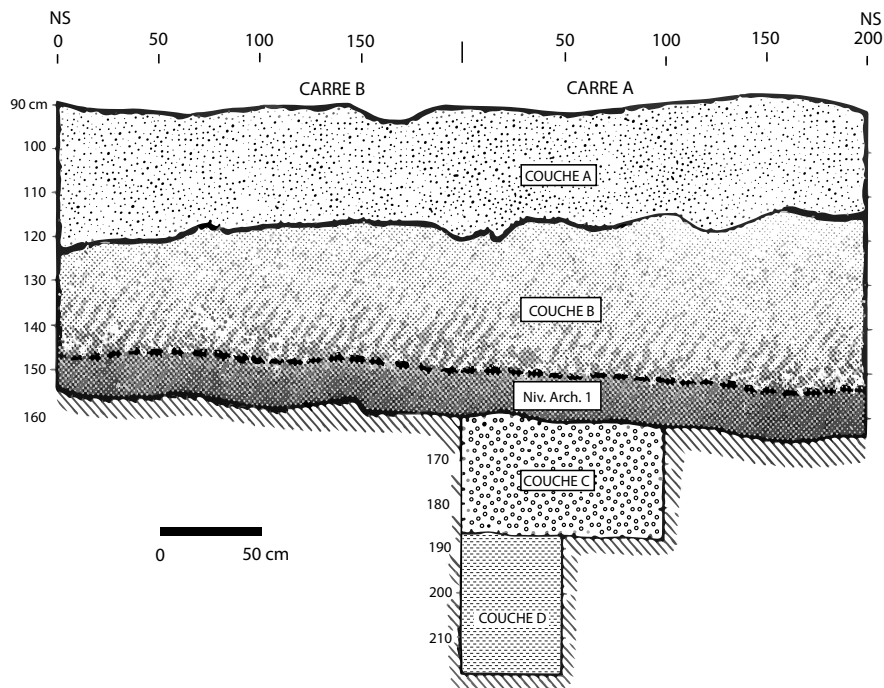 NS NS
0 50 100 150 50 100 150 200
CARRE B CARRE A
90 cm
100
COUCHE A
110
120
130
COUCHE B
140
150
Niv. Arch. 1
160
170
COUCHE C
180
190
0 50 cm
200
COUCHE D
210